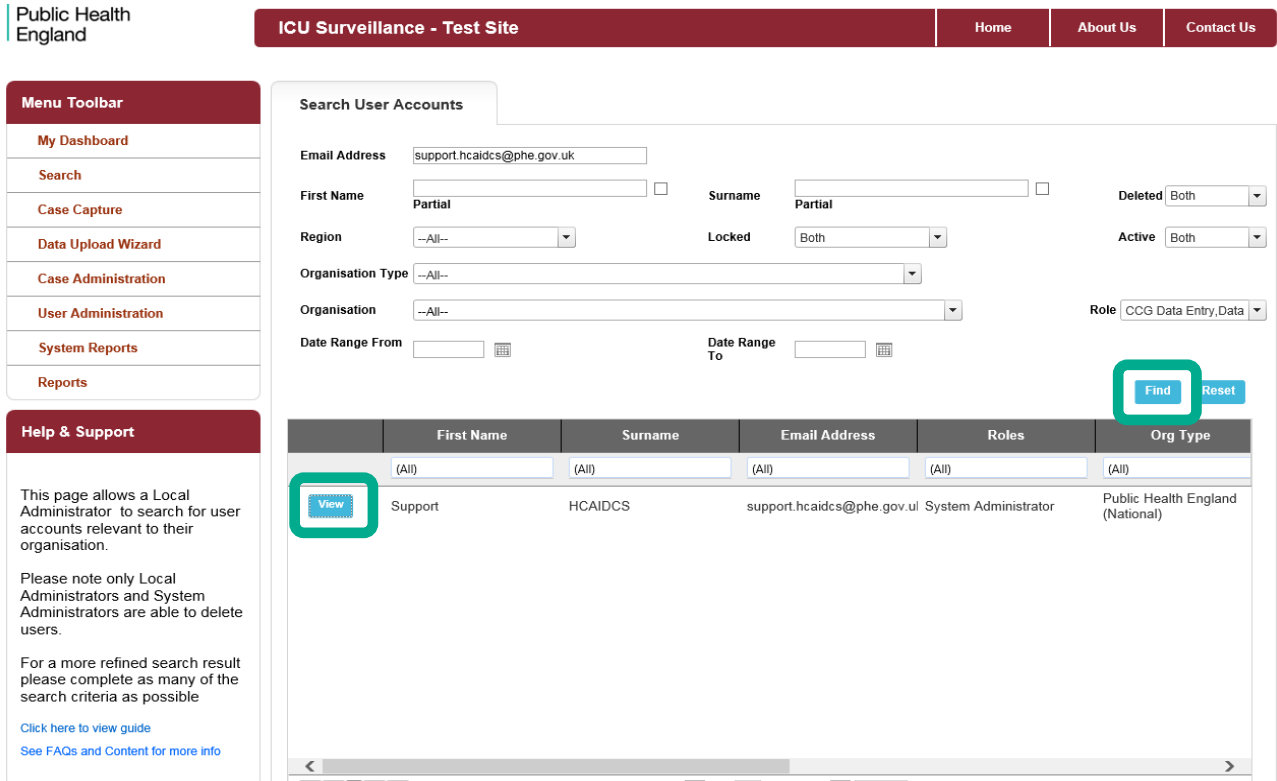 Public Health
England
ICU Surveillance - Test Site
Home
About Us
Contact Us
Menu Toolbar
My Dashboard
Search
Case Capture
Data Upload Wizard
Case Administration
User Administration
System Reports
Reports
Help & Support
This page allows a Local
Administrator to search for user
accounts relevant to their
organisation.
Please note only Local
Administrators and System
Administrators are able to delete
users.
For a more refined search result
please complete as many of the
search criteria as possible
Click here to view guide
See FAQs and Content for more info
Search User Accounts
Email Address support.hcaidcs@phe.gov.uk
First Name Partial Surname Partial Deleted Both
Region --All-- Locked Both Active Both
Organisation Type --All--
Organisation --All-- Role CCG Data Entry,Data
Date Range From Date Range
To
Find Reset
First Name Surname Email Address Roles Org Type
(All) (All) (All) (All) (All)
View Support HCAIDCS support.hcaidcs@phe.gov.ul System Administrator Public Health England
(National)